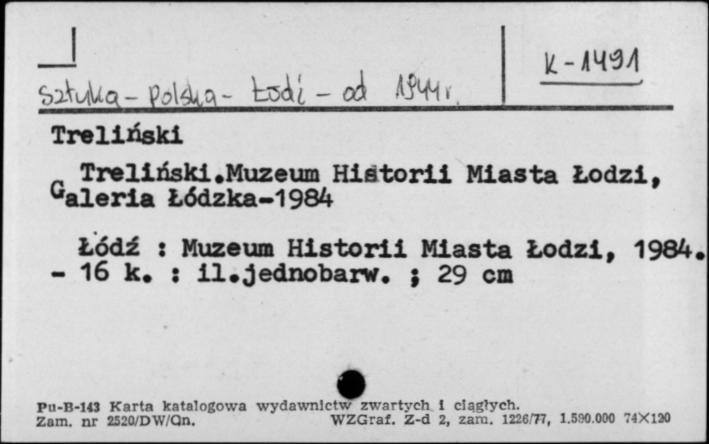 K-1491
Sztuka - Polska - Łódź - od 1944 r.
Treliński
Treliński.Muzeum Historii Miasta Łodzi,
Galeria Łódzka-1984
Łódź : Muzeum Historii Miasta Łodzi, 1984.
- 16 k. : il.jednobarw. ; 29 cm
Pu-B-143 Karta katalogowa wydawnictw zwartych i ciągłych.
Zam. nr 2520/DW/Qn. WZGraf. Z-d 2, zam. 1226/77, 1.590.000 74×120